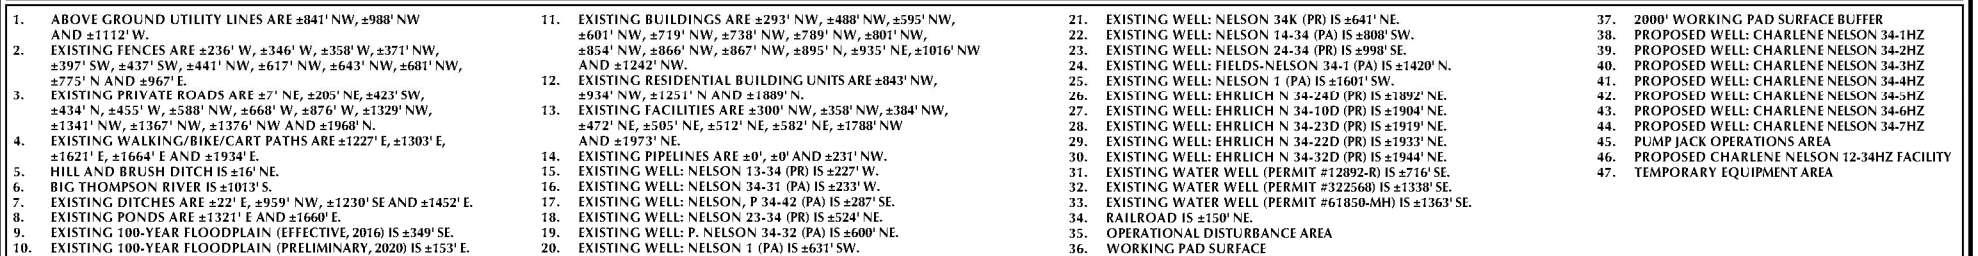 1. ABOVE GROUND UTILITY LINES ARE ±841' NW, ±988' NW
AND ±1112' W.
2. EXISTING FENCES ARE ±236' W, ±346' W, ±358' W, ±371' NW,
±397' SW, ±437' SW, ±441' NW, ±617' NW, ±643' NW, ±681' NW,
±775' N AND ±967' E.
3. EXISTING PRIVATE ROADS ARE ±7' NE, ±205' NE, ±423' SW,
±434' N, ±455' W, ±588' NW, ±668' W, ±876' W, ±1329' NW,
±1341' NW, ±1367' NW, ±1376' NW AND ±1968' N.
4. EXISTING WALKING/BIKE/CART PATHS ARE ±1227' E, ±1303' E,
±1621' E, ±1664' E AND ±1934' E.
5. HILL AND BRUSH DITCH IS ±16' NE.
6. BIG THOMPSON RIVER IS ±1013' S.
7. EXISTING DITCHES ARE ±22' E, ±959' NW, ±1230' SE AND ±1452' E.
8. EXISTING PONDS ARE ±1321' E AND ±1660' E.
9. EXISTING 100-YEAR FLOODPLAIN (EFFECTIVE, 2016) IS ±349' SE.
10. EXISTING 100-YEAR FLOODPLAIN (PRELIMINARY, 2020) IS ±153' E.
11. EXISTING BUILDINGS ARE ±293' NW, ±488' NW, ±595' NW,
±601' NW, ±719' NW, ±738' NW, ±789' NW, ±801' NW,
±854' NW, ±866' NW, ±867' NW, ±895' N, ±935' NE, ±1016' NW
AND ±1242' NW.
12. EXISTING RESIDENTIAL BUILDING UNITS ARE ±843' NW,
±934' NW, ±1251' N AND ±1889' N.
13. EXISTING FACILITIES ARE ±300' NW, ±358' NW, ±384' NW,
±472' NE, ±505' NE, ±512' NE, ±582' NE, ±1788' NW
AND ±1973' NE.
14. EXISTING PIPELINES ARE ±0', ±0' AND ±231' NW.
15. EXISTING WELL: NELSON 13-34 (PR) IS ±227' W.
16. EXISTING WELL: NELSON 34-31 (PA) IS ±233' W.
17. EXISTING WELL: NELSON, P 34-42 (PA) IS ±287' SE.
18. EXISTING WELL: NELSON 23-34 (PR) IS ±524' NE.
19. EXISTING WELL: P. NELSON 34-32 (PA) IS ±600' NE.
20. EXISTING WELL: NELSON 1 (PA) IS ±631' SW.
21. EXISTING WELL: NELSON 34K (PR) IS ±641' NE.
22. EXISTING WELL: NELSON 14-34 (PA) IS ±808' SW.
23. EXISTING WELL: NELSON 24-34 (PR) IS ±998' SE.
24. EXISTING WELL: FIELDS-NELSON 34-1 (PA) IS ±1420' N.
25. EXISTING WELL: NELSON 1 (PA) IS ±1601' SW.
26. EXISTING WELL: EHRLICH N 34-24D (PR) IS ±1892' NE.
27. EXISTING WELL: EHRLICH N 34-10D (PR) IS ±1904' NE.
28. EXISTING WELL: EHRLICH N 34-23D (PR) IS ±1919' NE.
29. EXISTING WELL: EHRLICH N 34-22D (PR) IS ±1933' NE.
30. EXISTING WELL: EHRLICH N 34-32D (PR) IS ±1944' NE.
31. EXISTING WATER WELL (PERMIT #12892-R) IS ±716' SE.
32. EXISTING WATER WELL (PERMIT #322568) IS ±1338' SE.
33. EXISTING WATER WELL (PERMIT #61850-MH) IS ±1363' SE.
34. RAILROAD IS ±150' NE.
35. OPERATIONAL DISTURBANCE AREA
36. WORKING PAD SURFACE
37. 2000' WORKING PAD SURFACE BUFFER
38. PROPOSED WELL: CHARLENE NELSON 34-1HZ
39. PROPOSED WELL: CHARLENE NELSON 34-2HZ
40. PROPOSED WELL: CHARLENE NELSON 34-3HZ
41. PROPOSED WELL: CHARLENE NELSON 34-4HZ
42. PROPOSED WELL: CHARLENE NELSON 34-5HZ
43. PROPOSED WELL: CHARLENE NELSON 34-6HZ
44. PROPOSED WELL: CHARLENE NELSON 34-7HZ
45. PUMP JACK OPERATIONS AREA
46. PROPOSED CHARLENE NELSON 12-34HZ FACILITY
47. TEMPORARY EQUIPMENT AREA